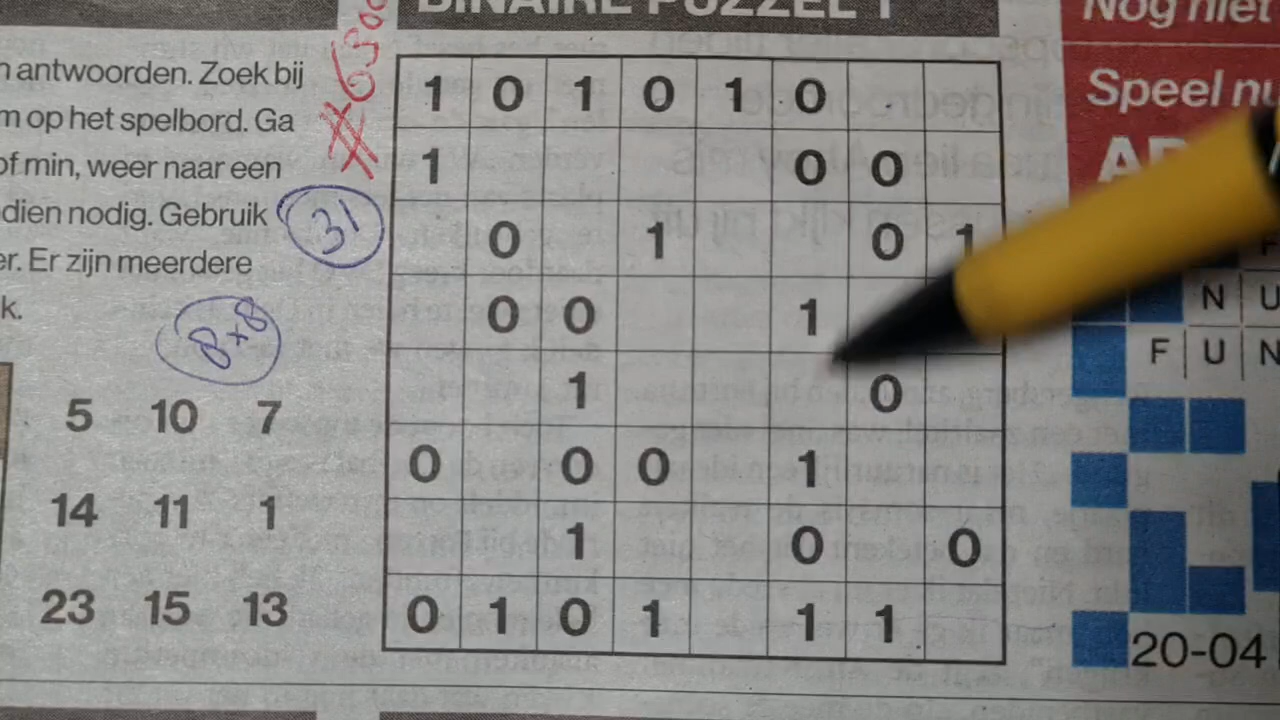 BINAIRE PUZZEL 1
#6300
n antwoorden. Zoek bij
m op het spelbord. Ga
of min, weer naar een
dien nodig. Gebruik
er. Er zijn meerdere
k.
31
8x8
5 10 7
14 11 1
23 15 13
1 0 1 0 1 0
1 0 0
0 1 0 1
0 0 1
1 0
0 0 0 1
1 0 0
0 1 0 1 1 1
Nog niet
Speel nu
N U
F U N
20-04